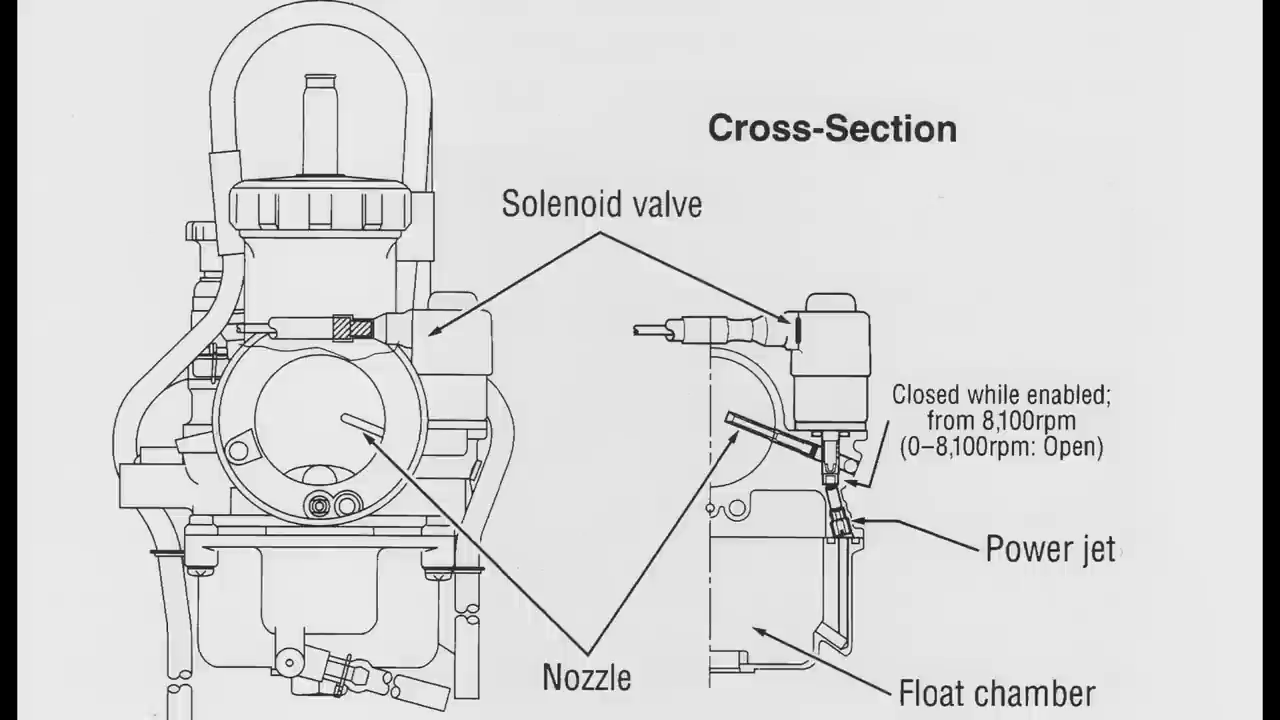 Cross-Section
Solenoid valve
Closed while enabled;
from 8,100rpm
(0–8,100rpm: Open)
Power jet
Nozzle
Float chamber